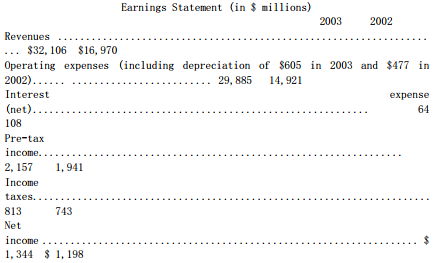 Earnings Statement (in $ millions)
2003 2002
Revenues ..................................................................
... $32,106 $16,970
Operating expenses (including depreciation of $605 in 2003 and $477 in
2002)...... ......................... 29,885 14,921
Interest expense
(net)............................................................ 64
108
Pre-tax
income.................................................................
2,157 1,941
Income
taxes......................................................................
813 743
Net
income .................................................................. $
1,344 $ 1,198